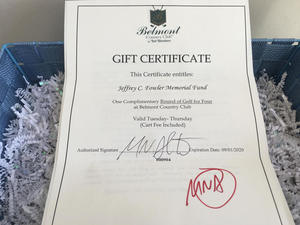 Belmont
Country Club
GIFT CERTIFICATE
This Certificate entitles:
Jeffrey C. Fowler Memorial Fund
One Complimentary Round of Golf for Four
at Belmont Country Club
Valid Tuesday- Thursday
(Cart Fee Included)
Authorized Signature
Expiration Date: 09/01/2020